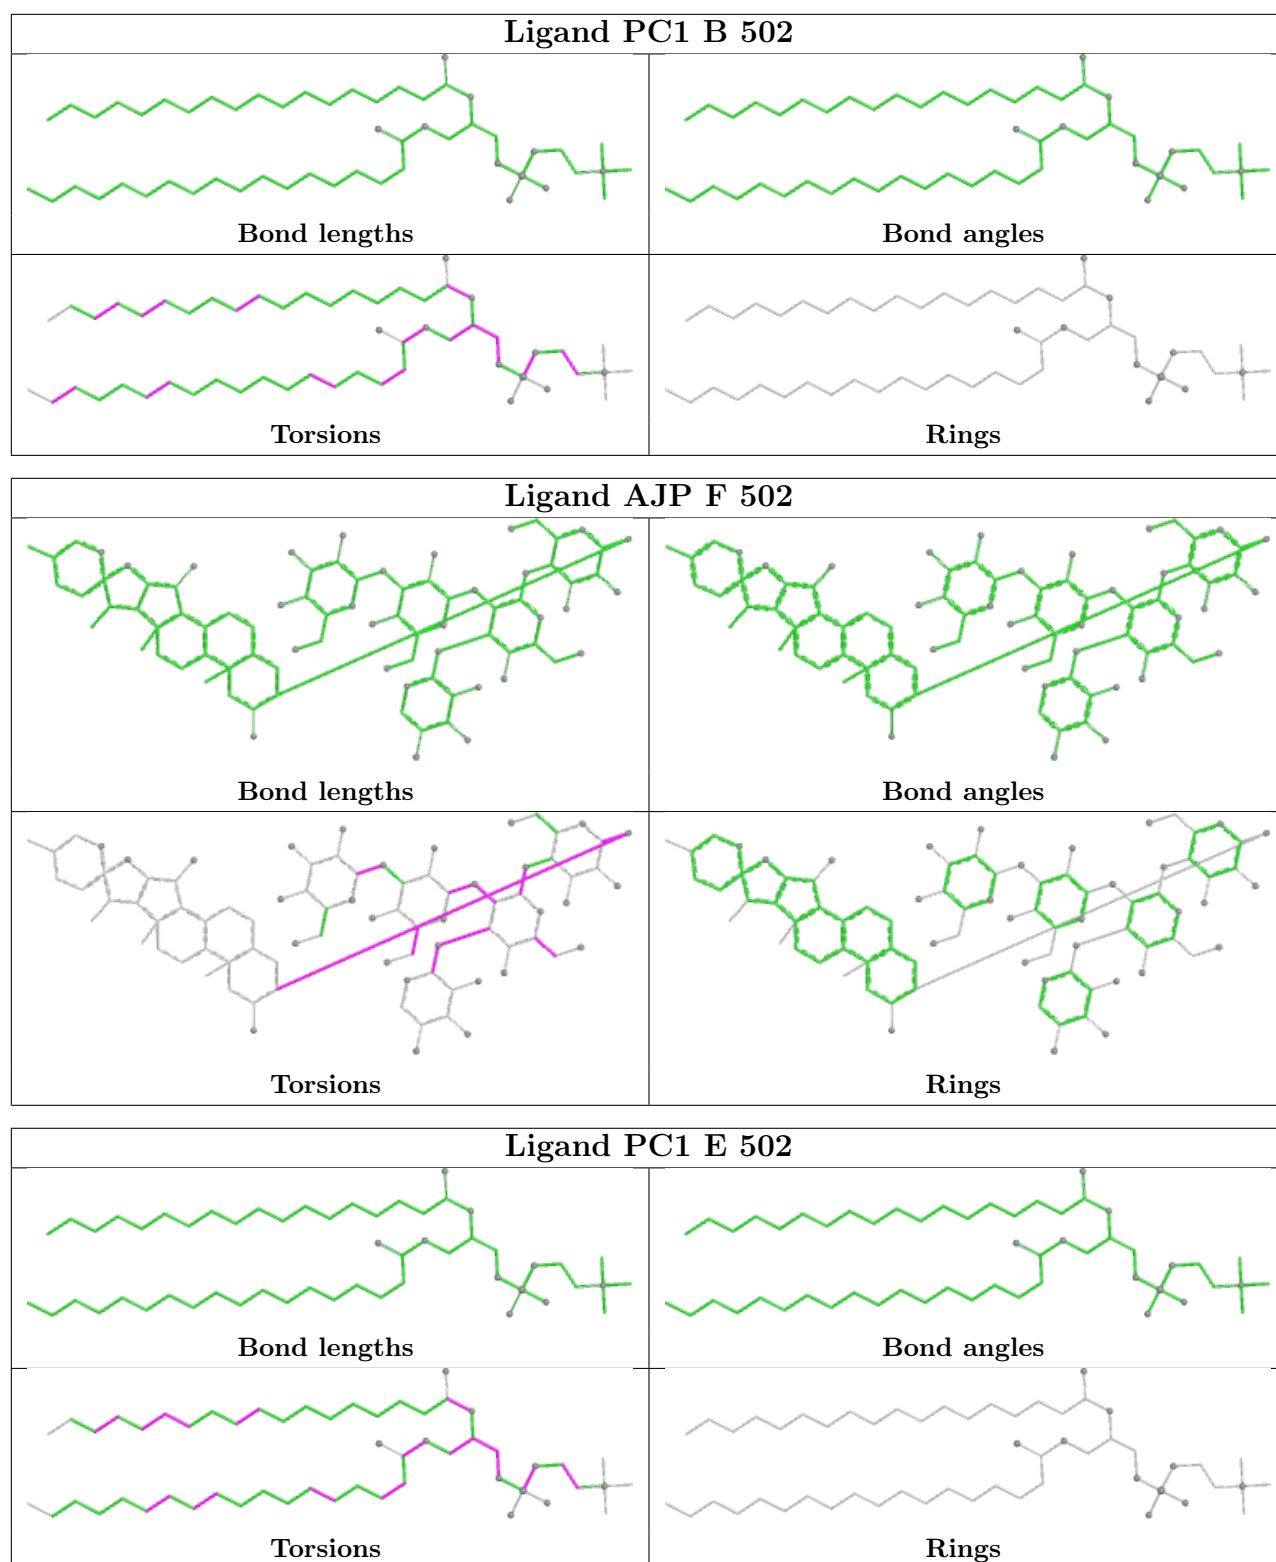 Ligand PC1 B 502
Bond lengths
Bond angles
Torsions
Rings
Ligand AJP F 502
Bond lengths
Bond angles
Torsions
Rings
Ligand PC1 E 502
Bond lengths
Bond angles
Torsions
Rings